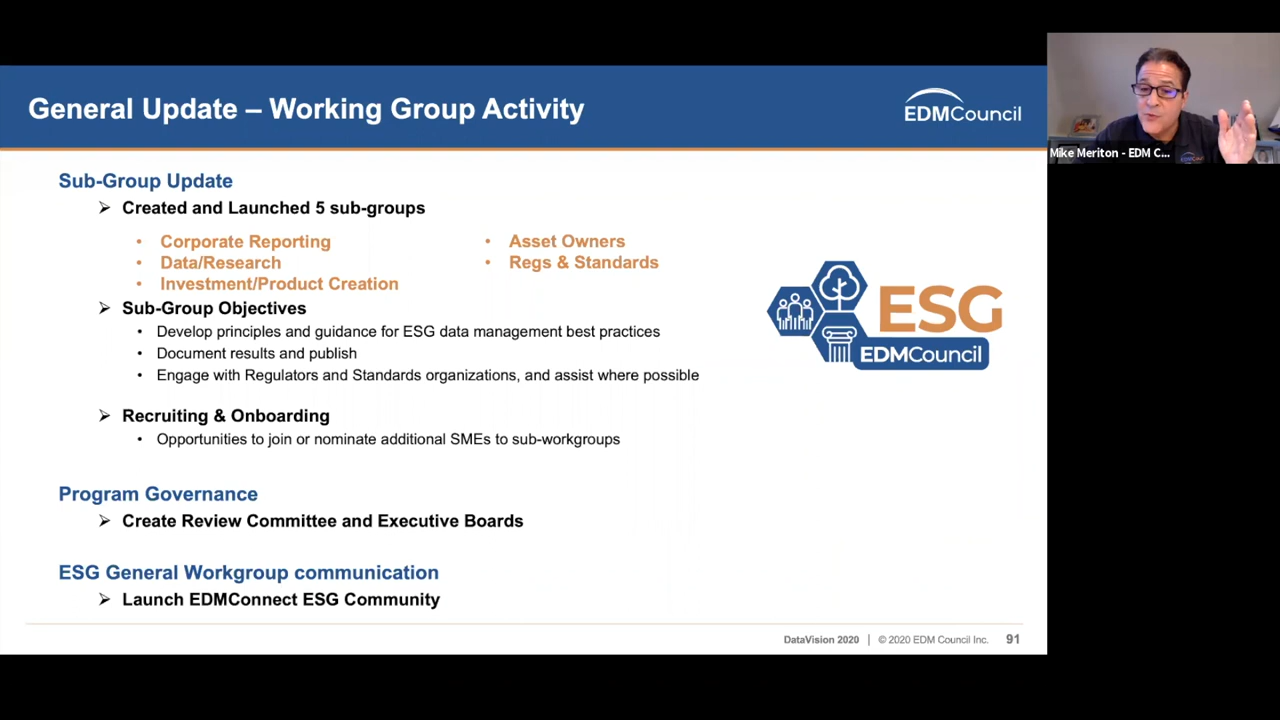 General Update – Working Group Activity
EDMCouncil
Mike Meriton - EDM C...
Sub-Group Update
Created and Launched 5 sub-groups
Corporate Reporting
Data/Research
Investment/Product Creation
Asset Owners
Regs & Standards
Sub-Group Objectives
Develop principles and guidance for ESG data management best practices
Document results and publish
Engage with Regulators and Standards organizations, and assist where possible
ESG
EDMCouncil
Recruiting & Onboarding
Opportunities to join or nominate additional SMEs to sub-workgroups
Program Governance
Create Review Committee and Executive Boards
ESG General Workgroup communication
Launch EDMConnect ESG Community
DataVision 2020 | © 2020 EDM Council Inc. 91